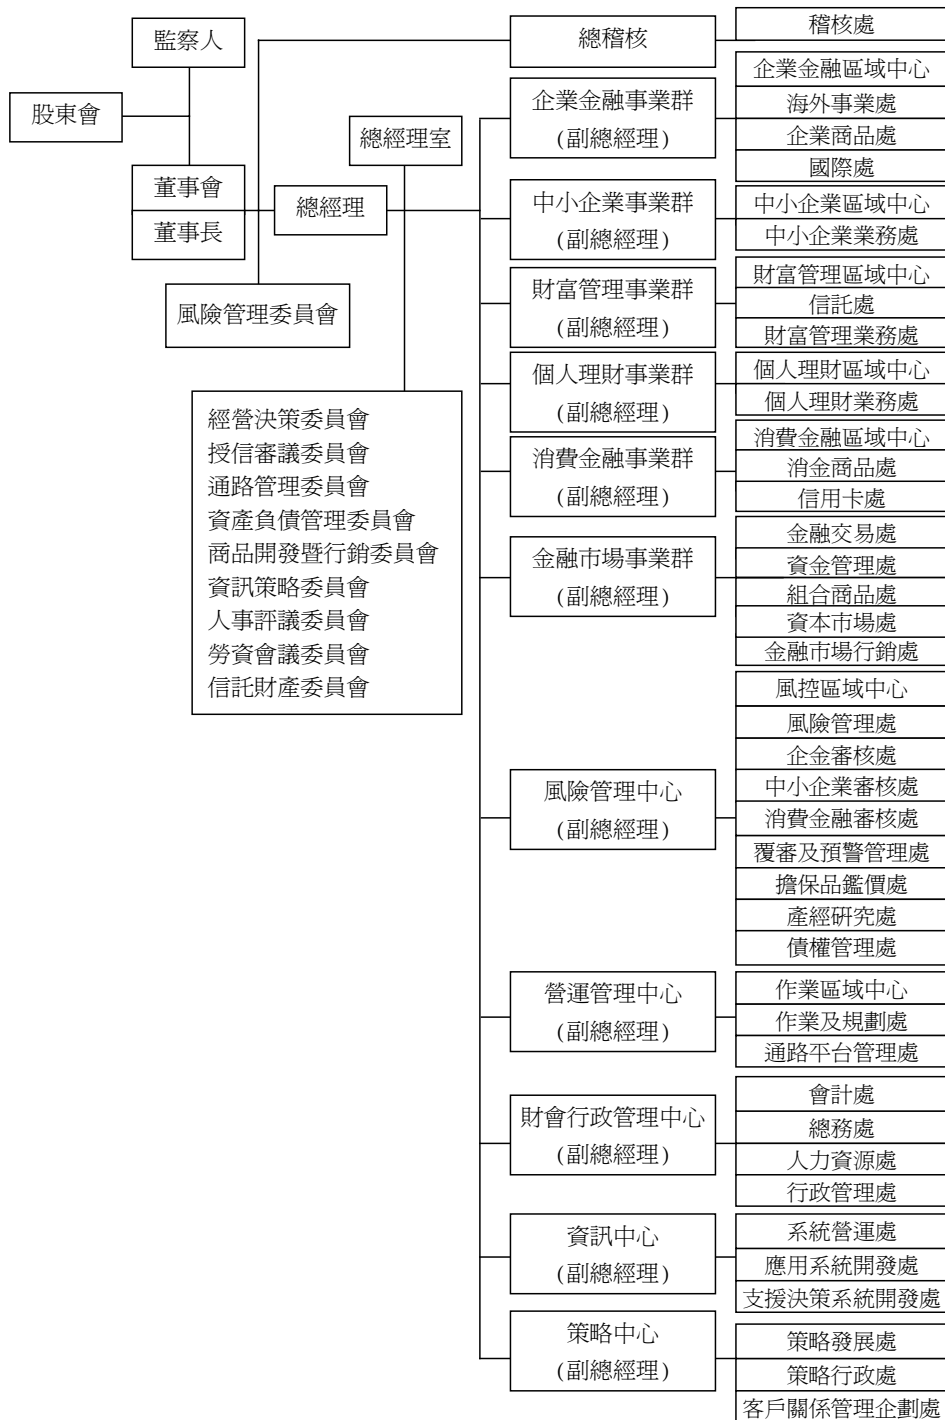 監察人
股東會
董事會
董事長
總經理
總經理室
風險管理委員會
經營決策委員會
授信審議委員會
通路管理委員會
資產負債管理委員會
商品開發暨行銷委員會
資訊策略委員會
人事評議委員會
勞資會議委員會
信託財產委員會
總稽核
稽核處
企業金融事業群
(副總經理)
企業金融區域中心
海外事業處
企業商品處
國際處
中小企業事業群
(副總經理)
中小企業區域中心
中小企業業務處
財富管理事業群
(副總經理)
財富管理區域中心
信託處
財富管理業務處
個人理財事業群
(副總經理)
個人理財區域中心
個人理財業務處
消費金融事業群
(副總經理)
消費金融區域中心
消金商品處
信用卡處
金融市場事業群
(副總經理)
金融交易處
資金管理處
組合商品處
資本市場處
金融市場行銷處
風險管理中心
(副總經理)
風控區域中心
風險管理處
企金審核處
中小企業審核處
消費金融審核處
覆審及預警管理處
擔保品鑑價處
產經研究處
債權管理處
營運管理中心
(副總經理)
作業區域中心
作業及規劃處
通路平台管理處
財會行政管理中心
(副總經理)
會計處
總務處
人力資源處
行政管理處
資訊中心
(副總經理)
系統營運處
應用系統開發處
支援決策系統開發處
策略中心
(副總經理)
策略發展處
策略行政處
客戶關係管理企劃處